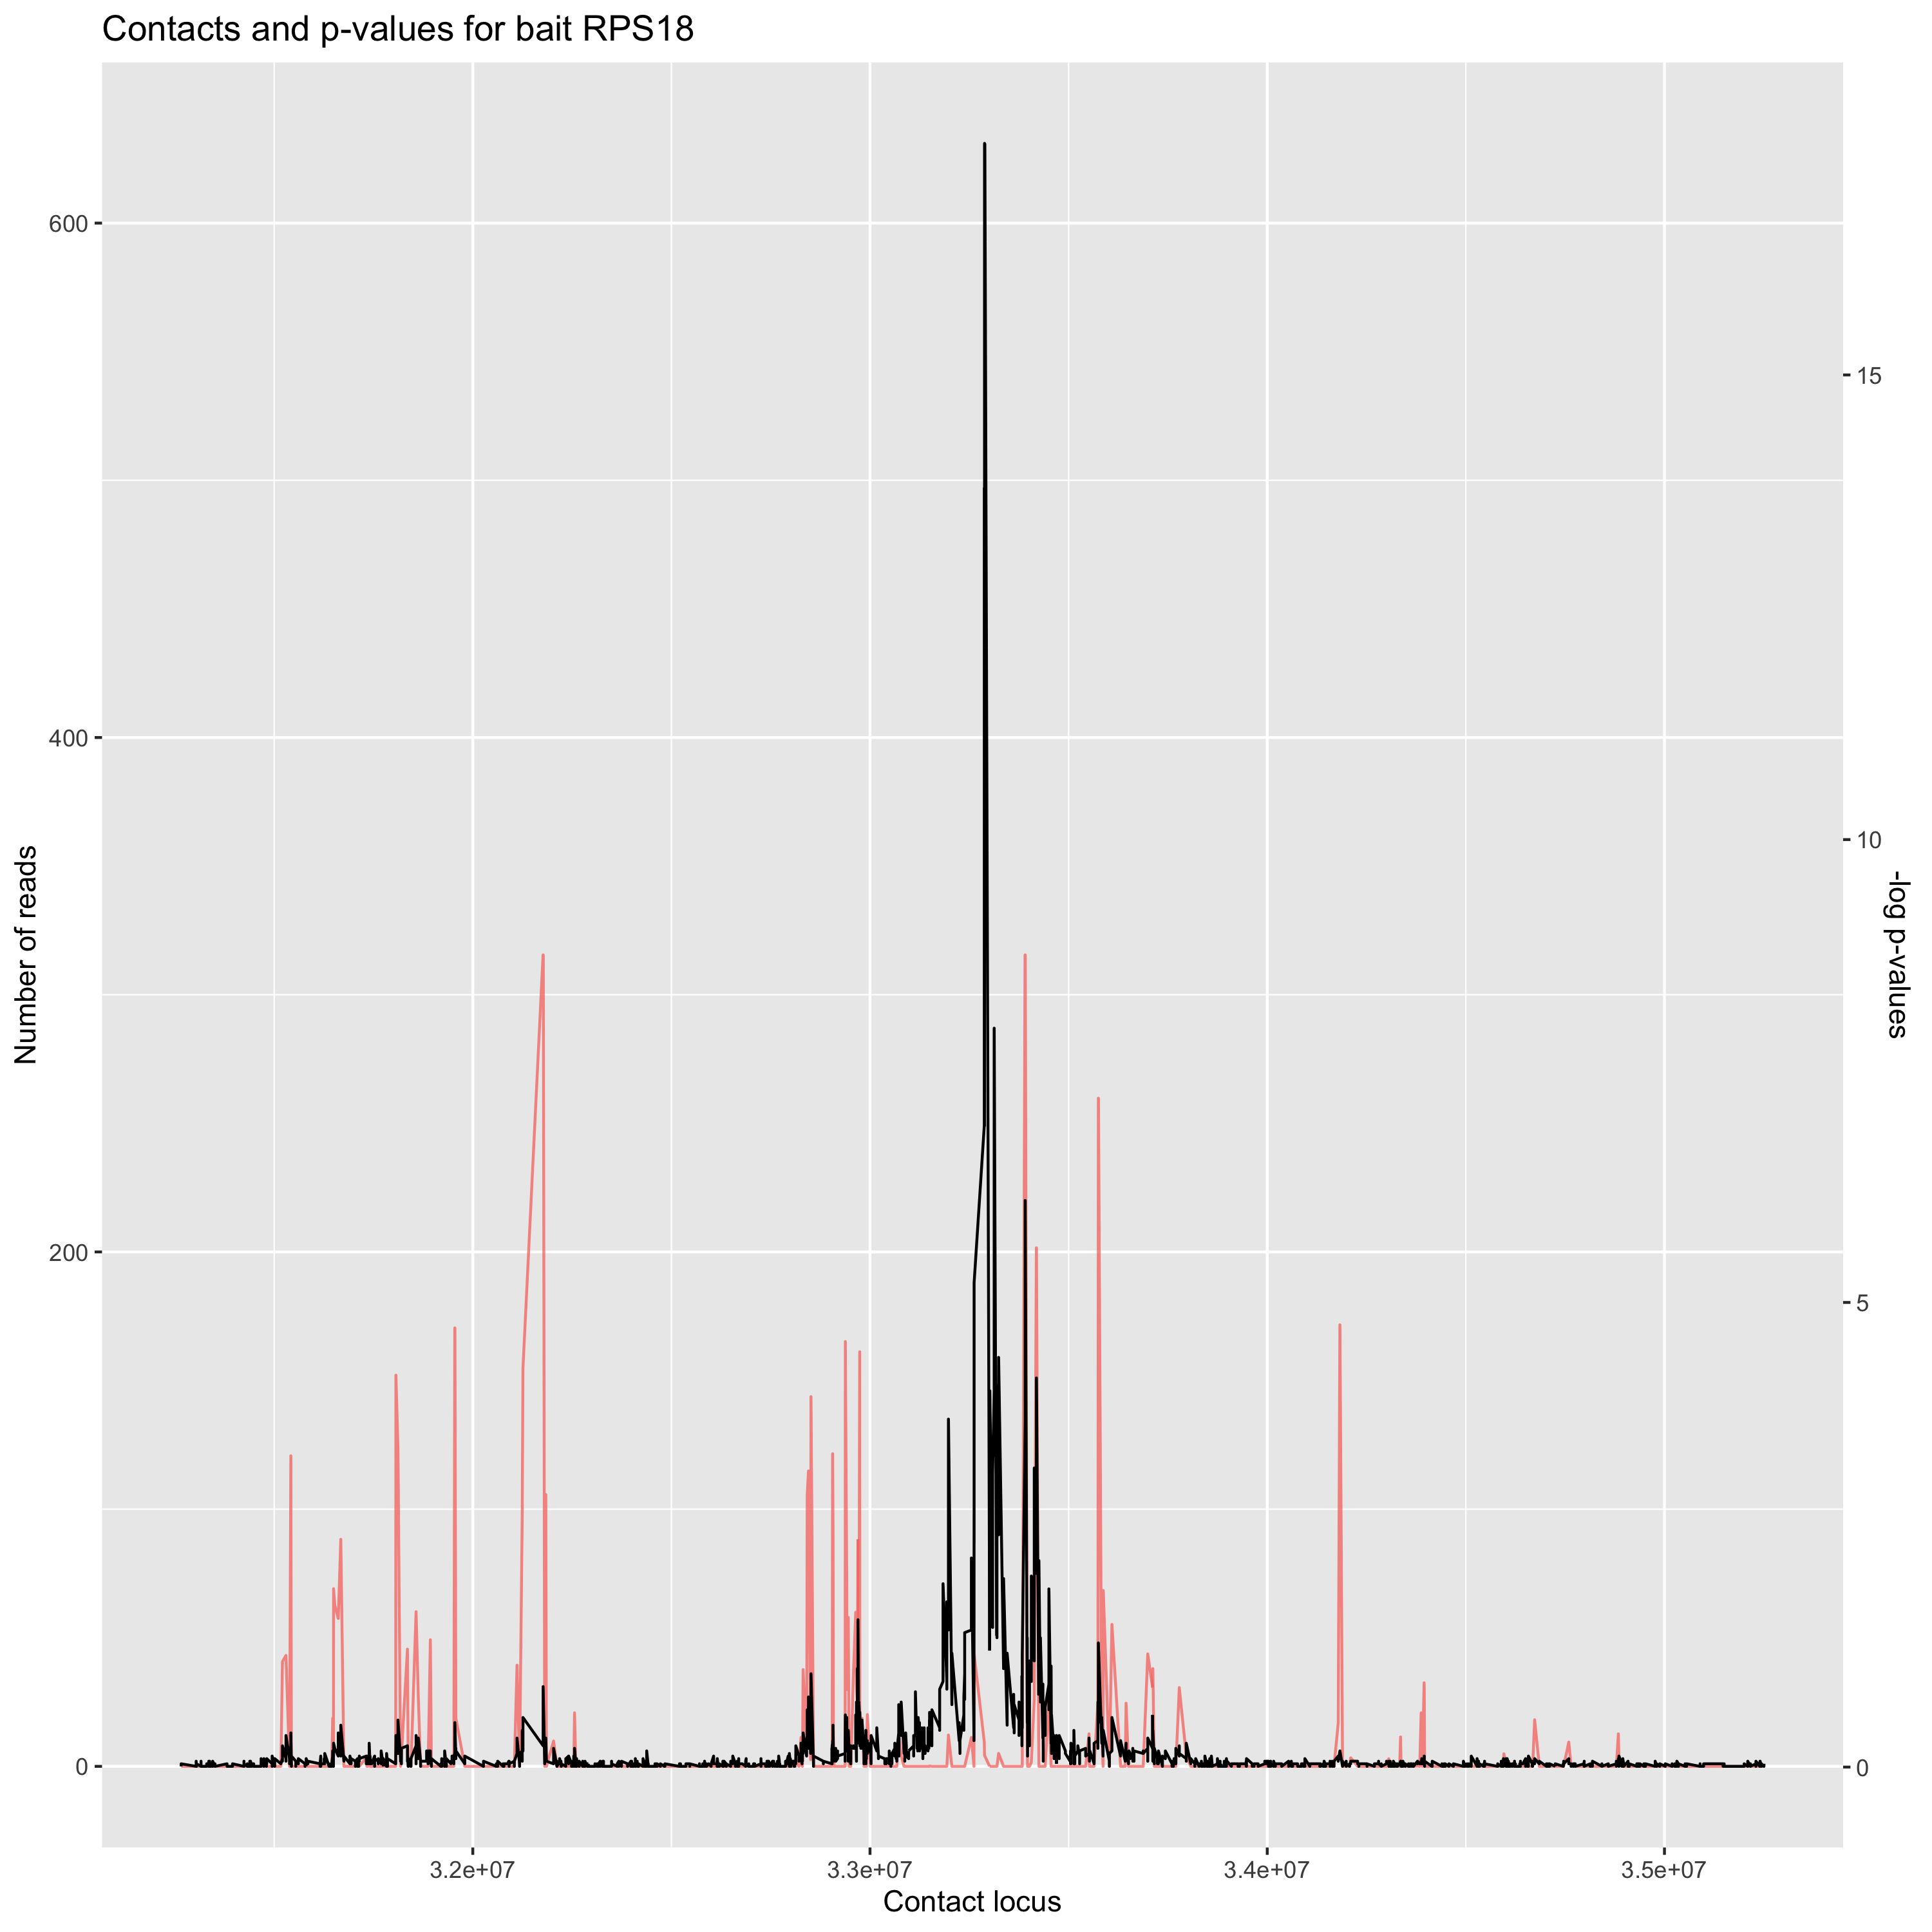 Contacts and p-values for bait RPS18
600
400
200
0
Number of reads
15
10
5
0
-log p-values
3.2e+07
3.3e+07
3.4e+07
3.5e+07
Contact locus